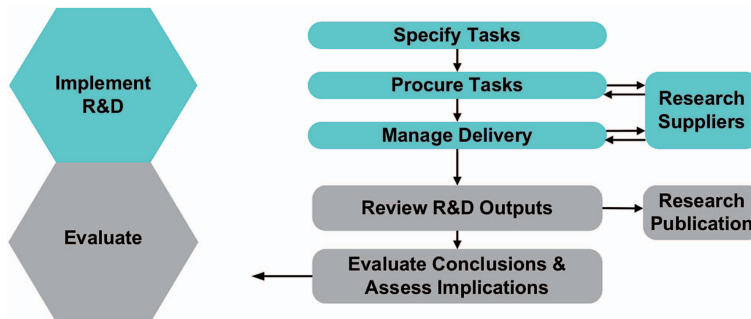 Implement
R&D
Evaluate
Specify Tasks
Procure Tasks
Manage Delivery
Research
Suppliers
Review R&D Outputs
Research
Publication
Evaluate Conclusions &
Assess Implications